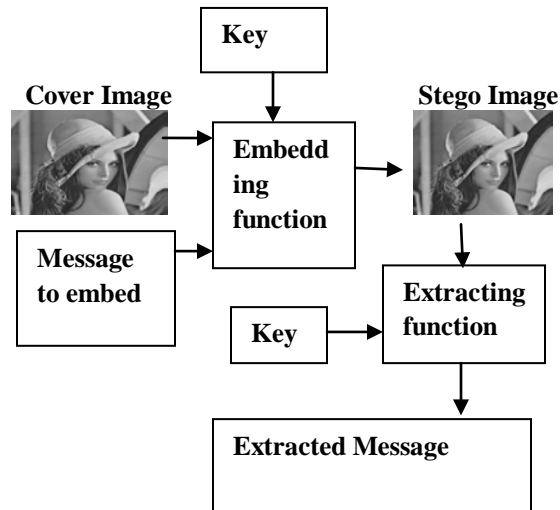 Key
Cover Image
Stego Image
Embedd
ing
function
Message
to embed
Extracting
function
Key
Extracted Message